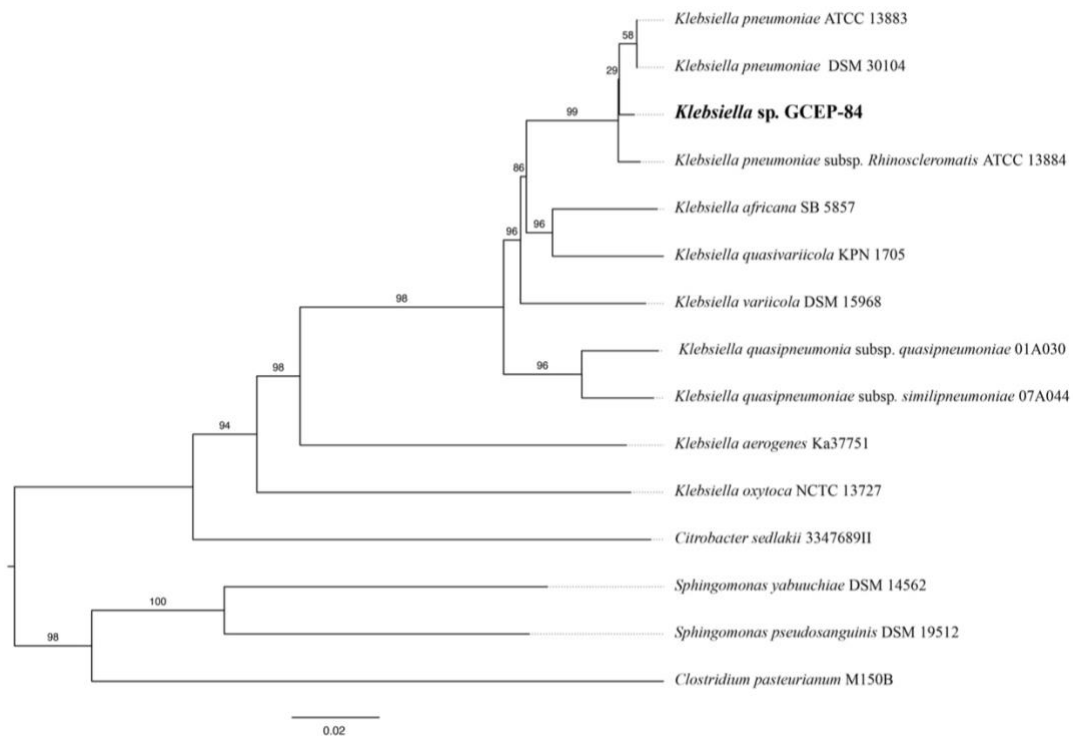 Klebsiella pneumoniae ATCC 13883
58
Klebsiella pneumoniae DSM 30104
29
Klebsiella sp. GCEP-84
99
Klebsiella pneumoniae subsp. Rhinoscleromatis ATCC 13884
86
Klebsiella africana SB 5857
96
96
Klebsiella quasivariicola KPN 1705
Klebsiella variicola DSM 15968
98
Klebsiella quasipneumonia subsp. quasipneumoniae 01A030
96
98
Klebsiella quasipneumoniae subsp. similipneumoniae 07A044
94
Klebsiella aerogenes Ka37751
Klebsiella oxytoca NCTC 13727
Citrobacter sedlakii 3347689II
Sphingomonas yabuuchiae DSM 14562
100
Sphingomonas pseudosanguinis DSM 19512
98
Clostridium pasteurianum M150B
0.02